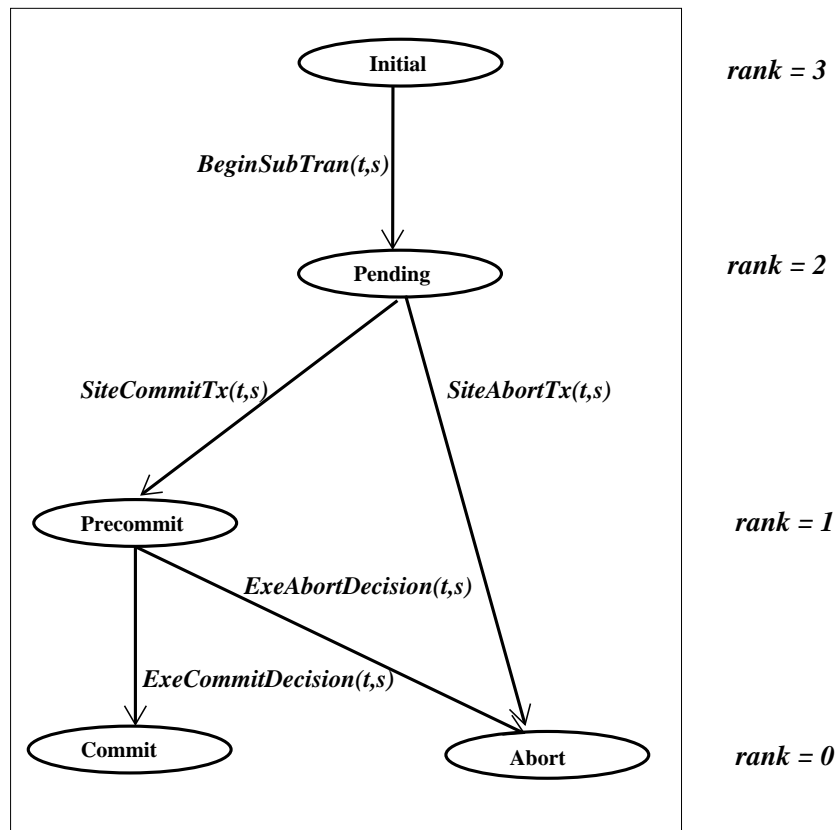 Initial
rank = 3
BeginSubTran(t,s)
Pending
rank = 2
SiteCommitTx(t,s)
SiteAbortTx(t,s)
Precommit
rank = 1
ExeAbortDecision(t,s)
ExeCommitDecision(t,s)
Commit
Abort
rank = 0